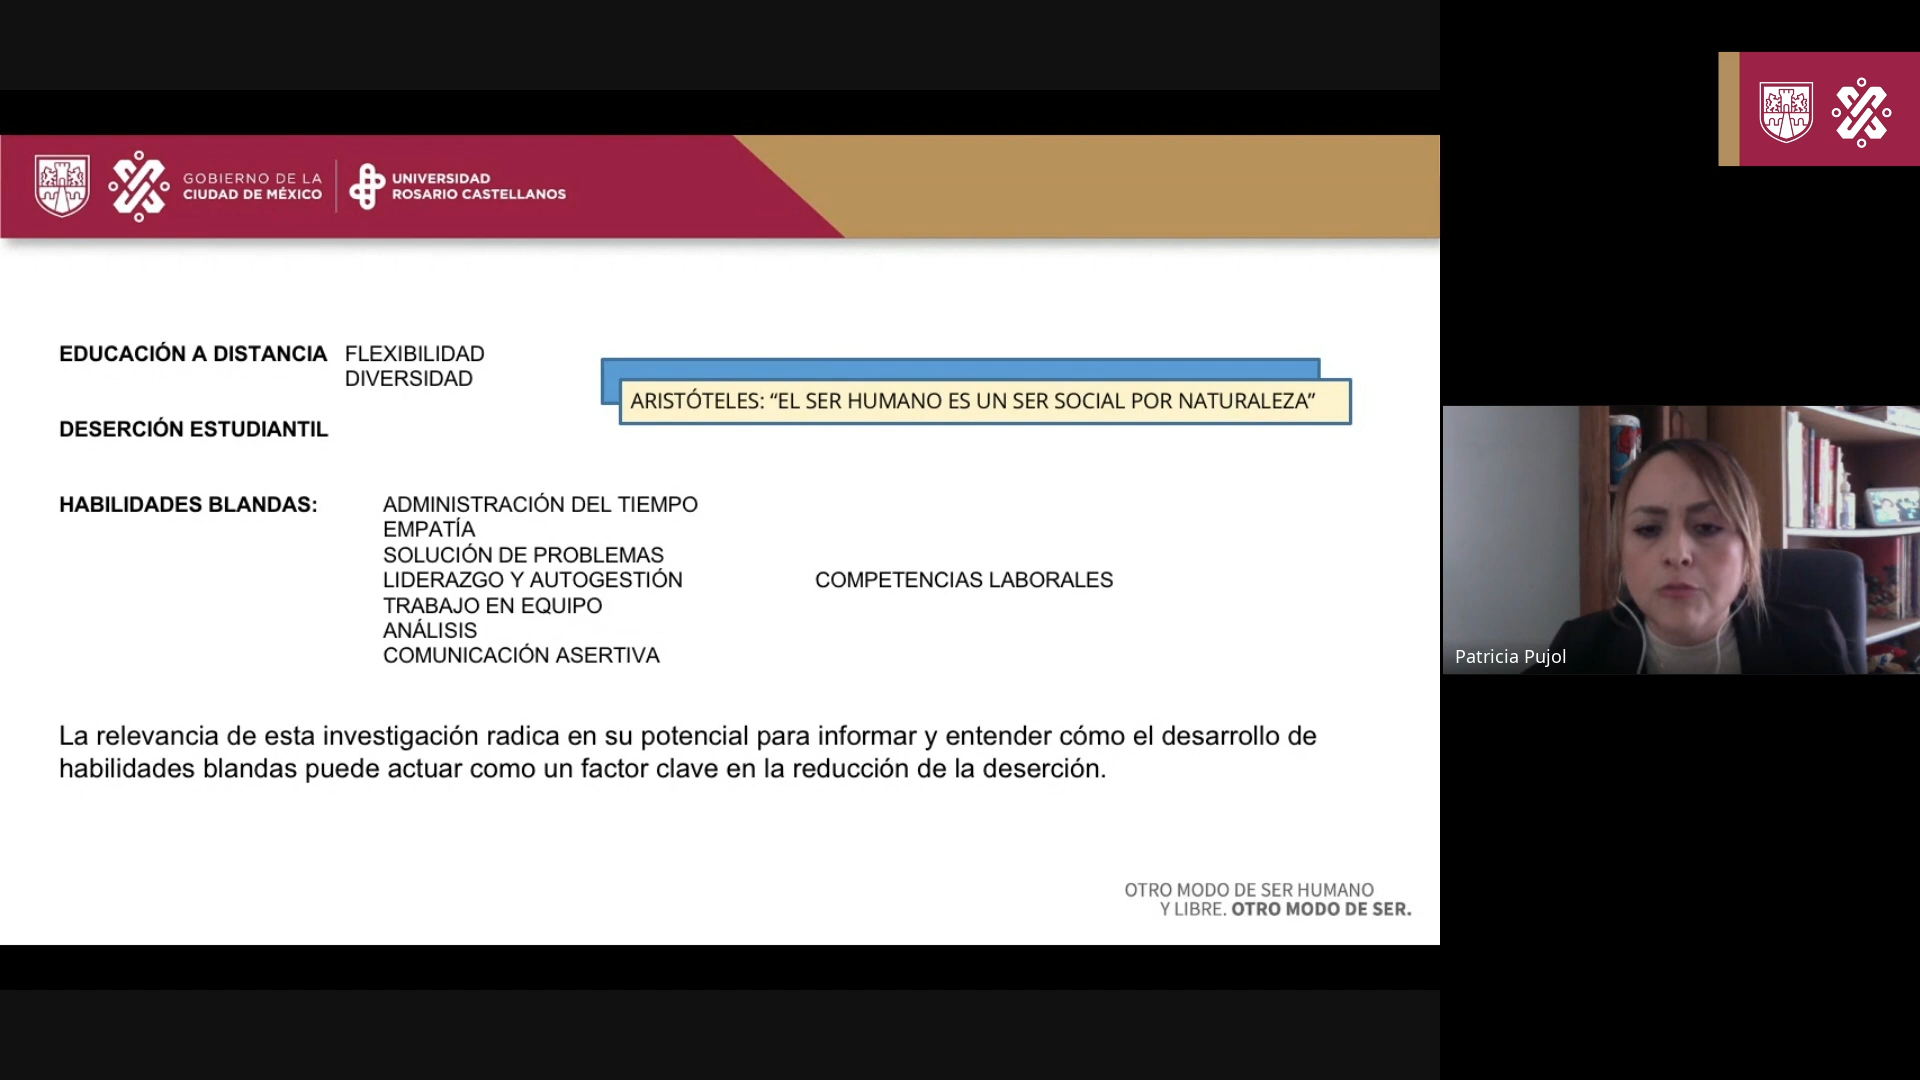 GOBIERNO DE LA
CIUDAD DE MÉXICO
UNIVERSIDAD
ROSARIO CASTELLANOS
EDUCACIÓN A DISTANCIA FLEXIBILIDAD
DIVERSIDAD
ARISTÓTELES: “EL SER HUMANO ES UN SER SOCIAL POR NATURALEZA”
DESERCIÓN ESTUDIANTIL
HABILIDADES BLANDAS: ADMINISTRACIÓN DEL TIEMPO
EMPATÍA
SOLUCIÓN DE PROBLEMAS
LIDERAZGO Y AUTOGESTIÓN COMPETENCIAS LABORALES
TRABAJO EN EQUIPO
ANÁLISIS
COMUNICACIÓN ASERTIVA
La relevancia de esta investigación radica en su potencial para informar y entender cómo el desarrollo de
habilidades blandas puede actuar como un factor clave en la reducción de la deserción.
OTRO MODO DE SER HUMANO
Y LIBRE. OTRO MODO DE SER.
Patricia Pujol